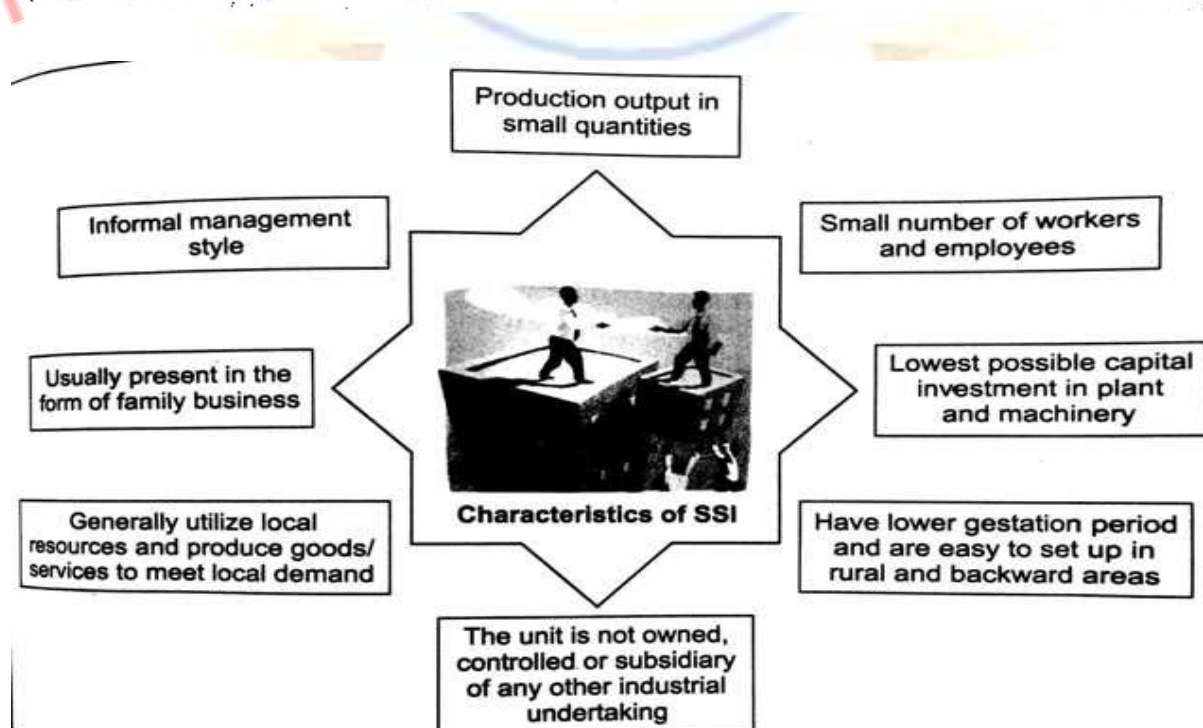 Production output in
small quantities
Informal management
style
Small number of workers
and employees
Usually present in the
form of family business
Lowest possible capital
investment in plant
and machinery
Characteristics of SSI
Generally utilize local
resources and produce goods/
services to meet local demand
Have lower gestation period
and are easy to set up in
rural and backward areas
The unit is not owned,
controlled or subsidiary
of any other industrial
undertaking